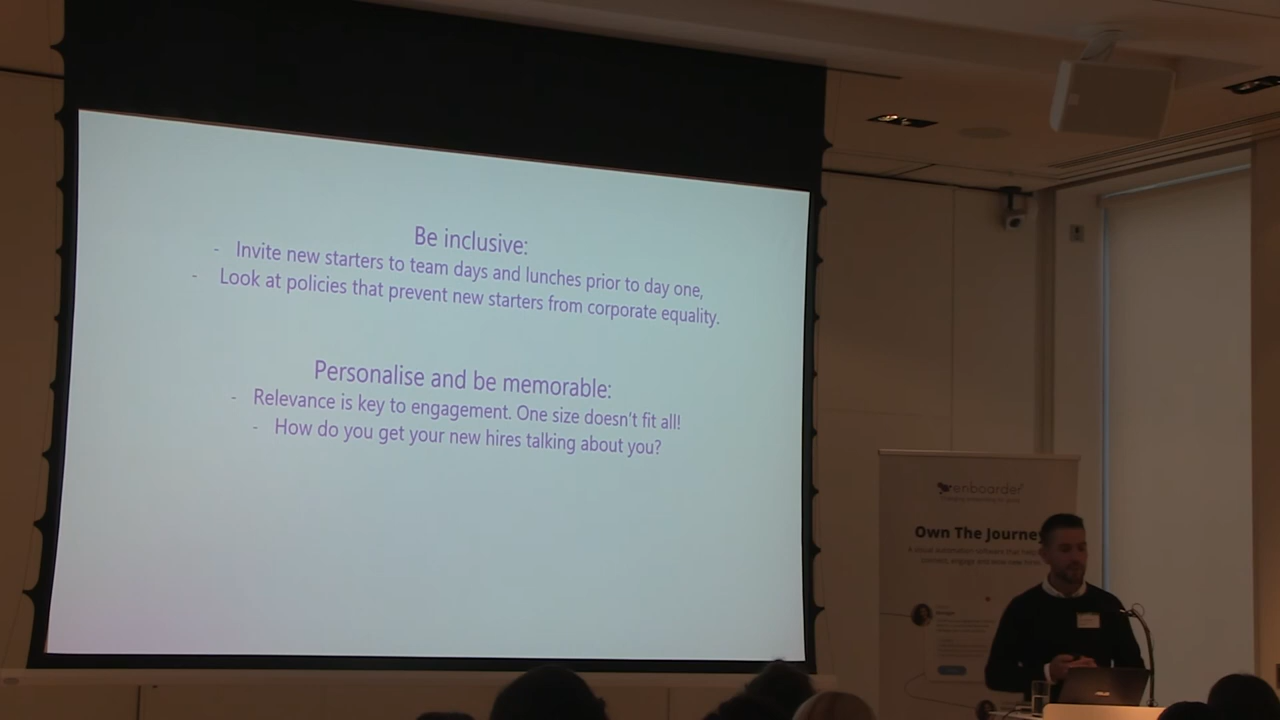 Be inclusive:
- Invite new starters to team days and lunches prior to day one,
- Look at policies that prevent new starters from corporate equality.
Personalise and be memorable:
- Relevance is key to engagement. One size doesn't fit all!
- How do you get your new hires talking about you?
enboarder
Own The Journey
ASUS